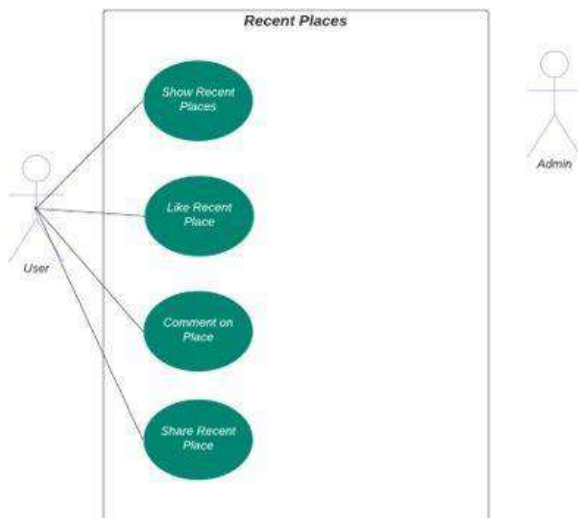 Recent Places
Show Recent
Places
Admin
Like Recent
Place
User
Comment on
Place
Share Recent
Place